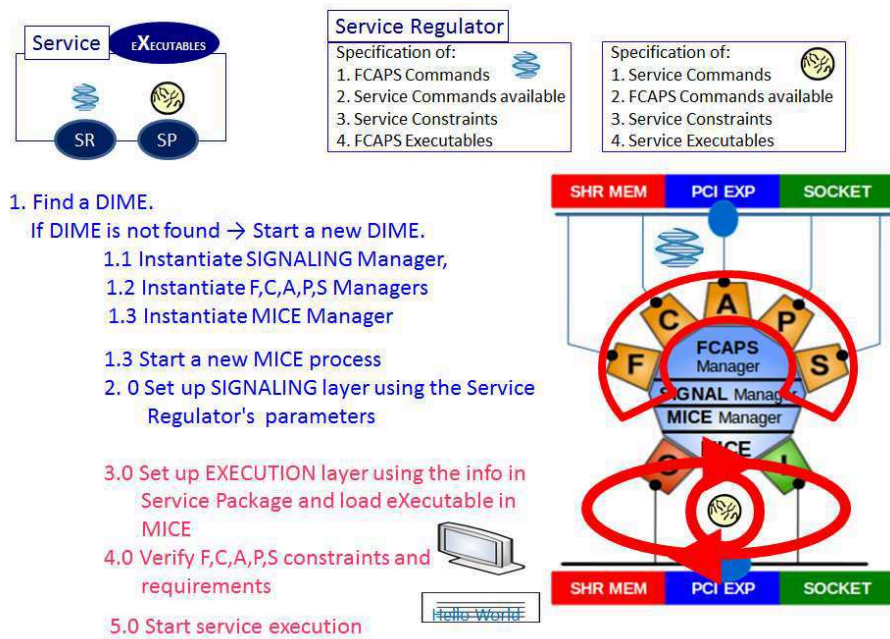 Service
eXECUTABLES
SR
SP
Service Regulator
Specification of:
1. FCAPS Commands
2. Service Commands available
3. Service Constraints
4. FCAPS Executables
Specification of:
1. Service Commands
2. FCAPS Commands available
3. Service Constraints
4. Service Executables
1. Find a DIME.
If DIME is not found → Start a new DIME.
1.1 Instantiate SIGNALING Manager,
1.2 Instantiate F,C,A,P,S Managers
1.3 Instantiate MICE Manager
1.3 Start a new MICE process
2. 0 Set up SIGNALING layer using the Service
Regulator's parameters
3.0 Set up EXECUTION layer using the info in
Service Package and load eXecutable in
MICE
4.0 Verify F,C,A,P,S constraints and
requirements
5.0 Start service execution
Hello World
SHR MEM PCI EXP SOCKET
F C A P S
FCAPS
Manager
SIGNAL Manager
MICE Manager
MICE
SHR MEM PCI EXP SOCKET